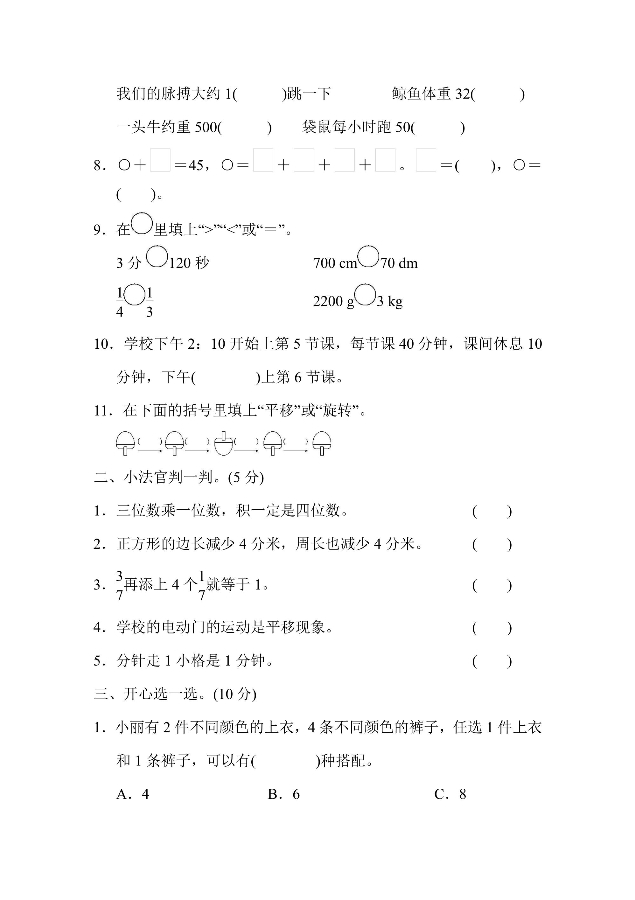 我们的脉搏大约 1(　　)跳一下　　鲸鱼体重 32(　　)
一头牛约重 500(　　)　　袋鼠每小时跑 50(　　)
8．○＋□＝45，○＝□＋□＋□＋□。□＝(　　)，○＝
(　　)。
9．在○里填上“>”“<”或“＝”。
3 分 ○120 秒　　700 cm○70 dm
1/4○1/3　　2200 g○3 kg
10．学校下午 2：10 开始上第 5 节课，每节课 40 分钟，课间休息 10
分钟，下午(　　)上第 6 节课。
11．在下面的括号里填上“平移”或“旋转”。
(　　)　(　　)　(　　)　(　　)
二、小法官判一判。(5 分)
1．三位数乘一位数，积一定是四位数。　　(　　)
2．正方形的边长减少 4 分米，周长也减少 4 分米。　　(　　)
3．3/7再添上 4 个1/7就等于 1。　　(　　)
4．学校的电动门的运动是平移现象。　　(　　)
5．分针走 1 小格是 1 分钟。　　(　　)
三、开心选一选。(10 分)
1．小丽有 2 件不同颜色的上衣，4 条不同颜色的裤子，任选 1 件上衣
和 1 条裤子，可以有(　　)种搭配。
A．4　　B．6　　C．8